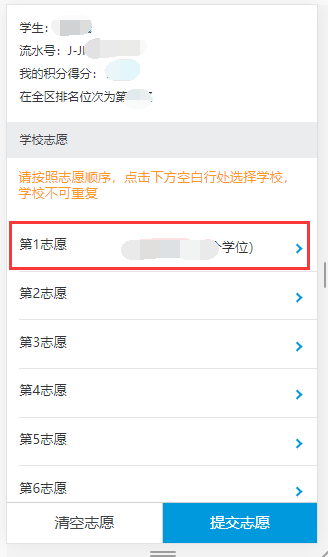 学生：
流水号：J-J
我的积分得分：
在全区排名位次为第
学校志愿
请按照志愿顺序，点击下方空白行处选择学校，
学校不可重复
第1志愿 个学位）
第2志愿
第3志愿
第4志愿
第5志愿
第6志愿
清空志愿 提交志愿